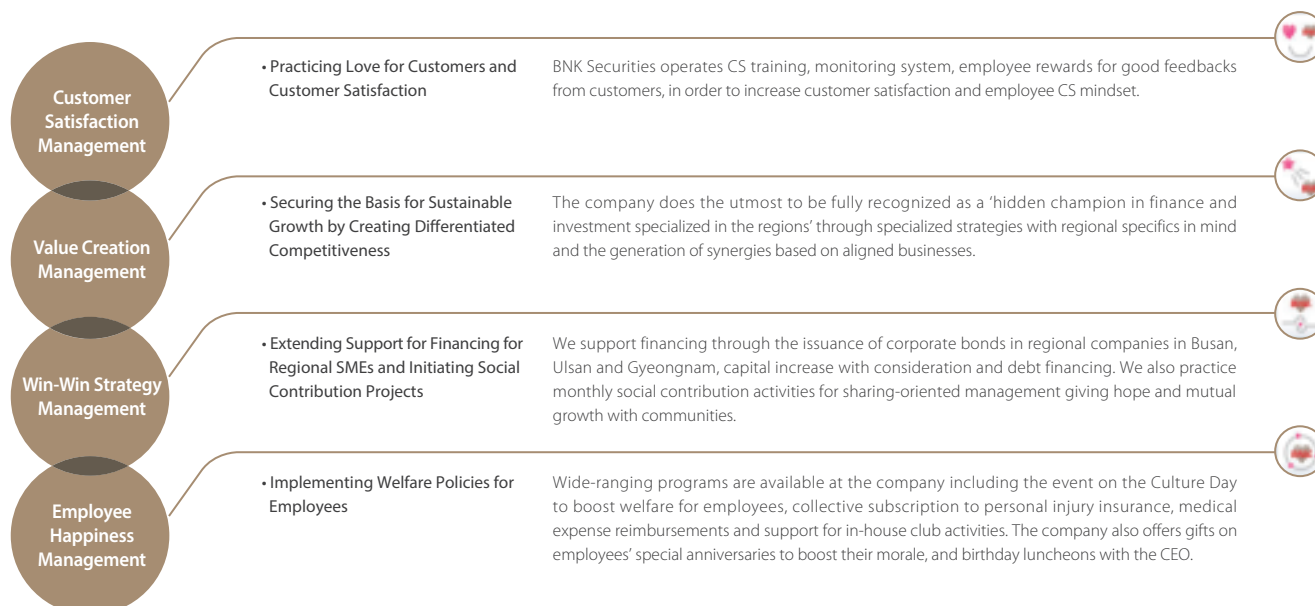 Customer
Satisfaction
Management
• Practicing Love for Customers and
Customer Satisfaction
BNK Securities operates CS training, monitoring system, employee rewards for good feedbacks
from customers, in order to increase customer satisfaction and employee CS mindset.
Value Creation
Management
• Securing the Basis for Sustainable
Growth by Creating Differentiated
Competitiveness
The company does the utmost to be fully recognized as a ‘hidden champion in finance and
investment specialized in the regions’ through specialized strategies with regional specifics in mind
and the generation of synergies based on aligned businesses.
Win-Win Strategy
Management
• Extending Support for Financing for
Regional SMEs and Initiating Social
Contribution Projects
We support financing through the issuance of corporate bonds in regional companies in Busan,
Ulsan and Gyeongnam, capital increase with consideration and debt financing. We also practice
monthly social contribution activities for sharing-oriented management giving hope and mutual
growth with communities.
Employee
Happiness
Management
• Implementing Welfare Policies for
Employees
Wide-ranging programs are available at the company including the event on the Culture Day
to boost welfare for employees, collective subscription to personal injury insurance, medical
expense reimbursements and support for in-house club activities. The company also offers gifts on
employees’ special anniversaries to boost their morale, and birthday luncheons with the CEO.